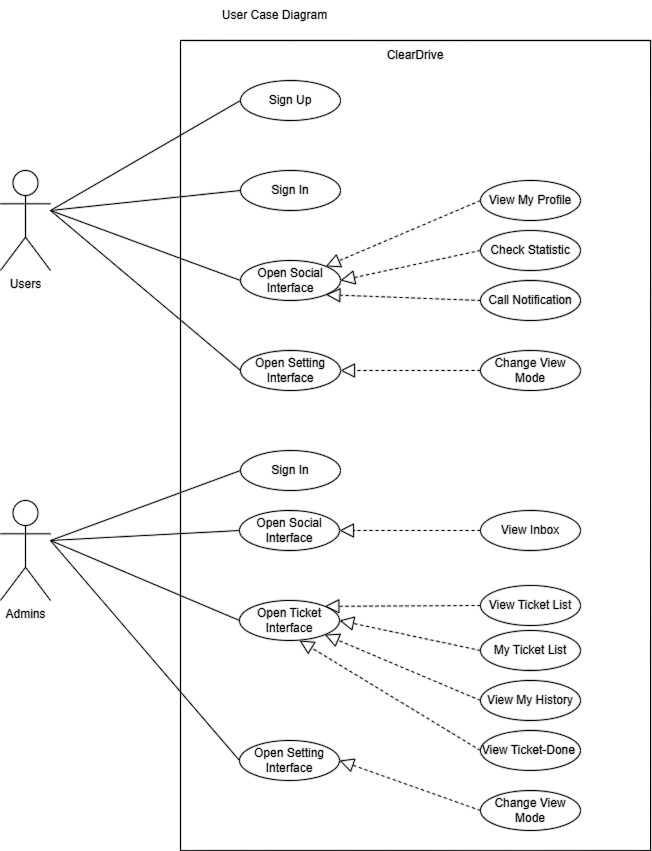 User Case Diagram
ClearDrive
Sign Up
Sign In
View My Profile
Check Statistic
Open Social
Interface
Call Notification
Users
Open Setting
Interface
Change View
Mode
Sign In
Open Social
Interface
View Inbox
Admins
Open Ticket
Interface
View Ticket List
My Ticket List
View My History
View Ticket-Done
Open Setting
Interface
Change View
Mode